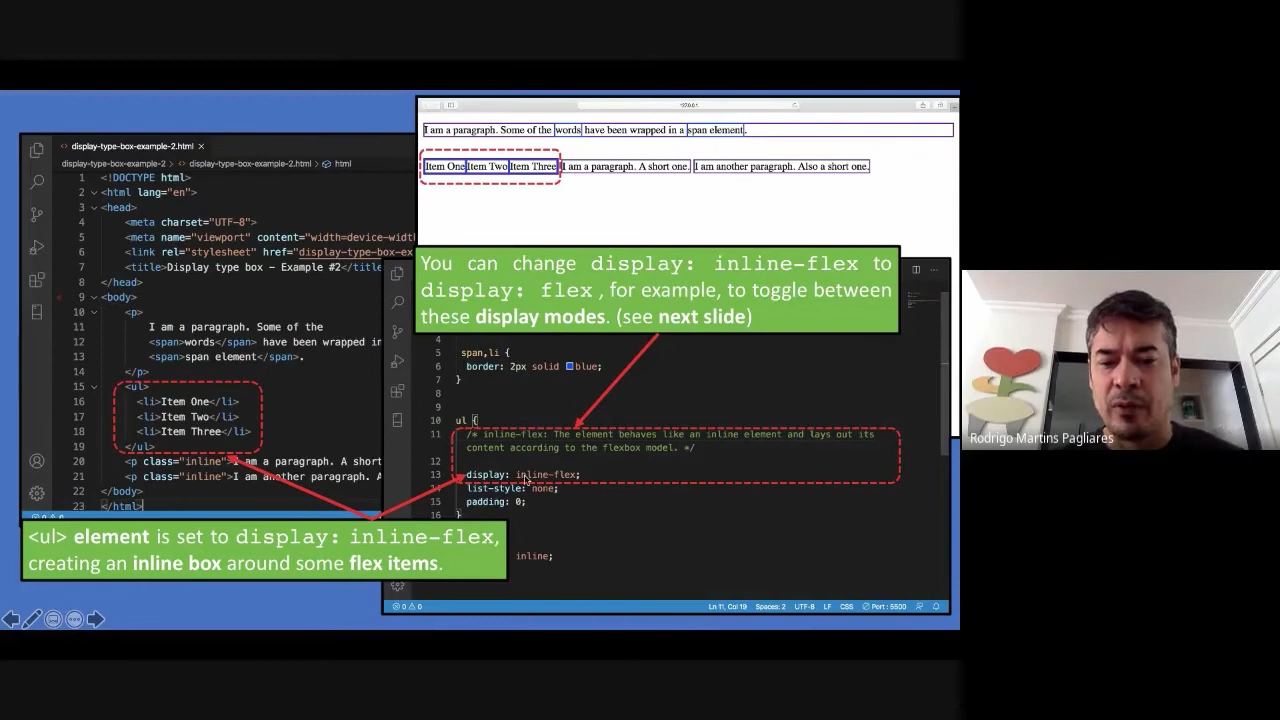 display-type-box-example-2.html ×
display-type-box-example-2 > display-type-box-example-2.html > html
1 <!DOCTYPE html>
2 <html lang="en">
3 <head>
4 <meta charset="UTF-8">
5 <meta name="viewport" content="width=device-widt
6 <link rel="stylesheet" href="display-type-box-ex
7 <title>Display type box – Example #2</title
8 </head>
9 <body>
10 <p>
11 I am a paragraph. Some of the
12 <span>words</span> have been wrapped in
13 <span>span element</span>.
14 </p>
15 <ul>
16 <li>Item One</li>
17 <li>Item Two</li>
18 <li>Item Three</li>
19 </ul>
20 <p class="inline">I am a paragraph. A short
21 <p class="inline">I am another paragraph. A
22 </body>
23 </html>
<ul> element is set to display: inline-flex,
creating an inline box around some flex items.
127.0.0.1
I am a paragraph. Some of the words have been wrapped in a span element.
Item One Item Two Item Three I am a paragraph. A short one. I am another paragraph. Also a short one.
You can change display: inline-flex to
display: flex, for example, to toggle between
these display modes. (see next slide)
4
5 span,li {
6 border: 2px solid blue;
7 }
8
9
10 ul {
11 /* inline-flex: The element behaves like an inline element and lays out its
content according to the flexbox model. */
12
13 display: inline-flex;
14 list-style: none;
15 padding: 0;
16 }
inline;
0 0
Ln 11, Col 19 Spaces: 2 UTF-8 LF CSS Port : 5500
Rodrigo Martins Pagliares